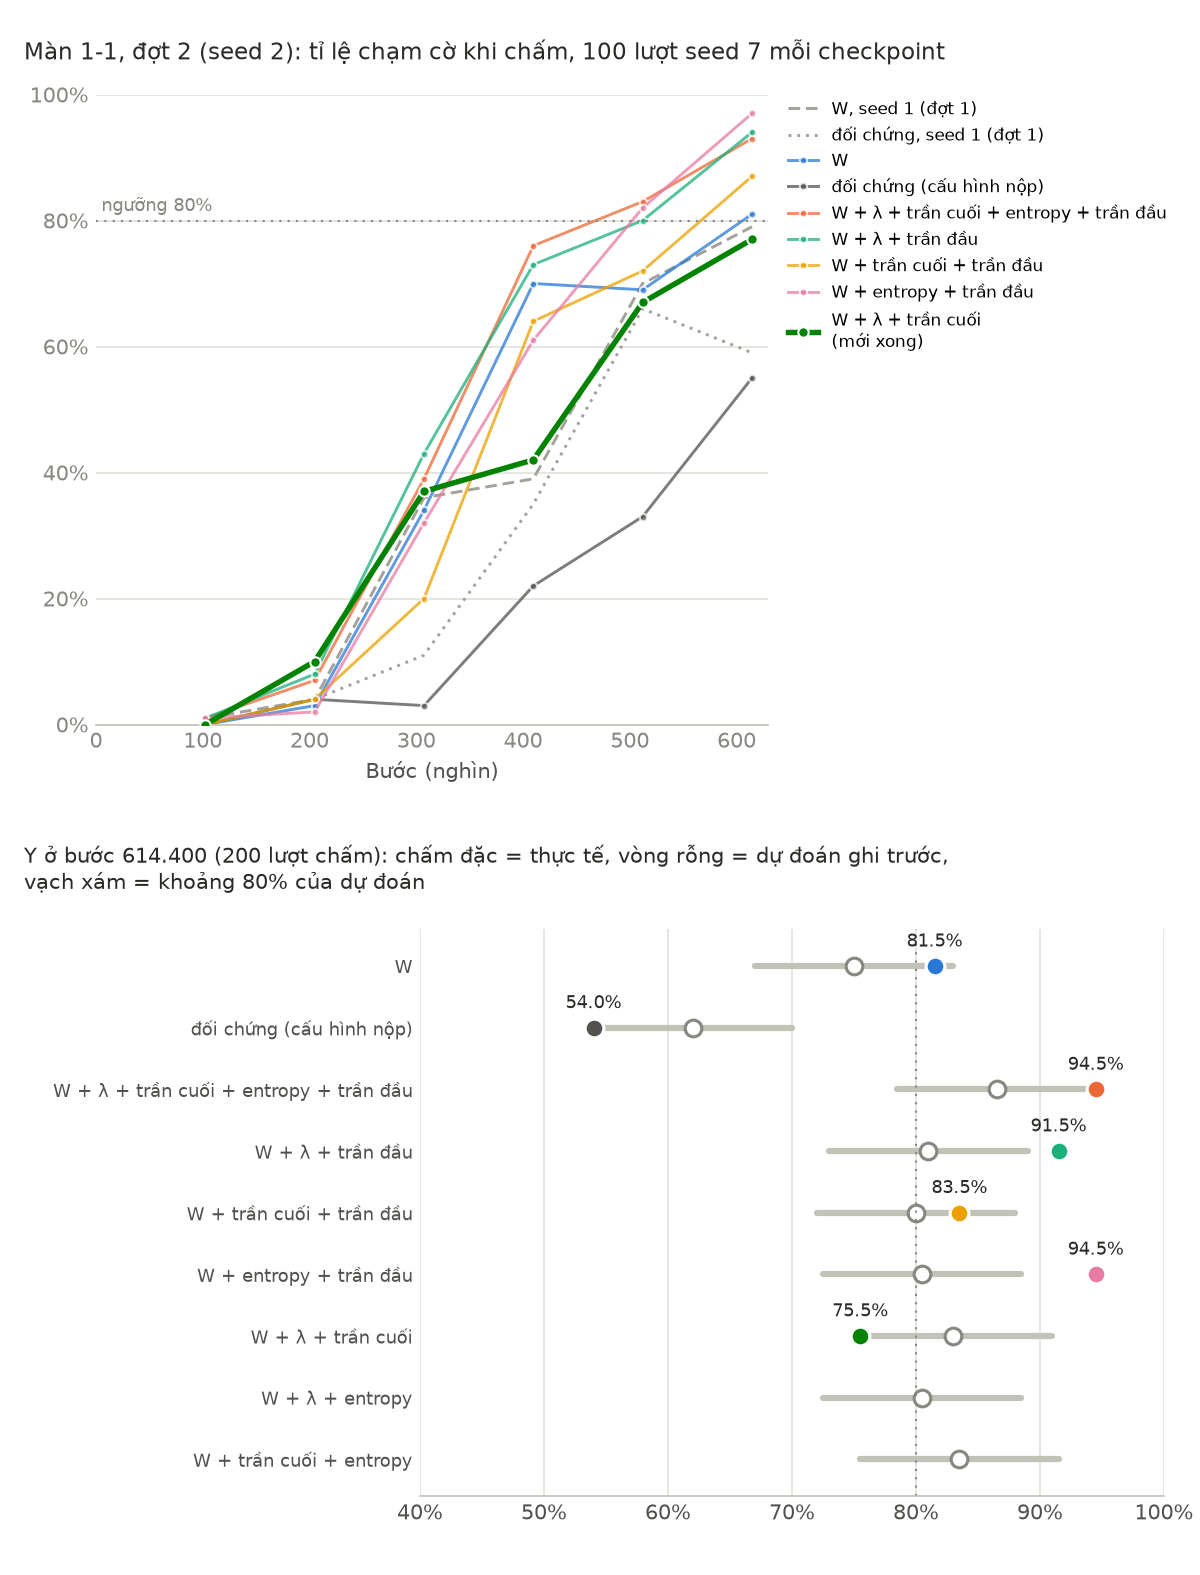 Màn 1-1, đợt 2 (seed 2): tỉ lệ chạm cờ khi chấm, 100 lượt seed 7 mỗi checkpoint
100%
80%
60%
40%
20%
0%
ngưỡng 80%
0 100 200 300 400 500 600
Bước (nghìn)
W, seed 1 (đợt 1)
đối chứng, seed 1 (đợt 1)
W
đối chứng (cấu hình nộp)
W + λ + trần cuối + entropy + trần đầu
W + λ + trần đầu
W + trần cuối + trần đầu
W + entropy + trần đầu
W + λ + trần cuối
(mới xong)
Y ở bước 614.400 (200 lượt chấm): chấm đặc = thực tế, vòng rỗng = dự đoán ghi trước,
vạch xám = khoảng 80% của dự đoán
W
81.5%
đối chứng (cấu hình nộp)
54.0%
W + λ + trần cuối + entropy + trần đầu
94.5%
W + λ + trần đầu
91.5%
W + trần cuối + trần đầu
83.5%
W + entropy + trần đầu
94.5%
W + λ + trần cuối
75.5%
W + λ + entropy
W + trần cuối + entropy
40% 50% 60% 70% 80% 90% 100%